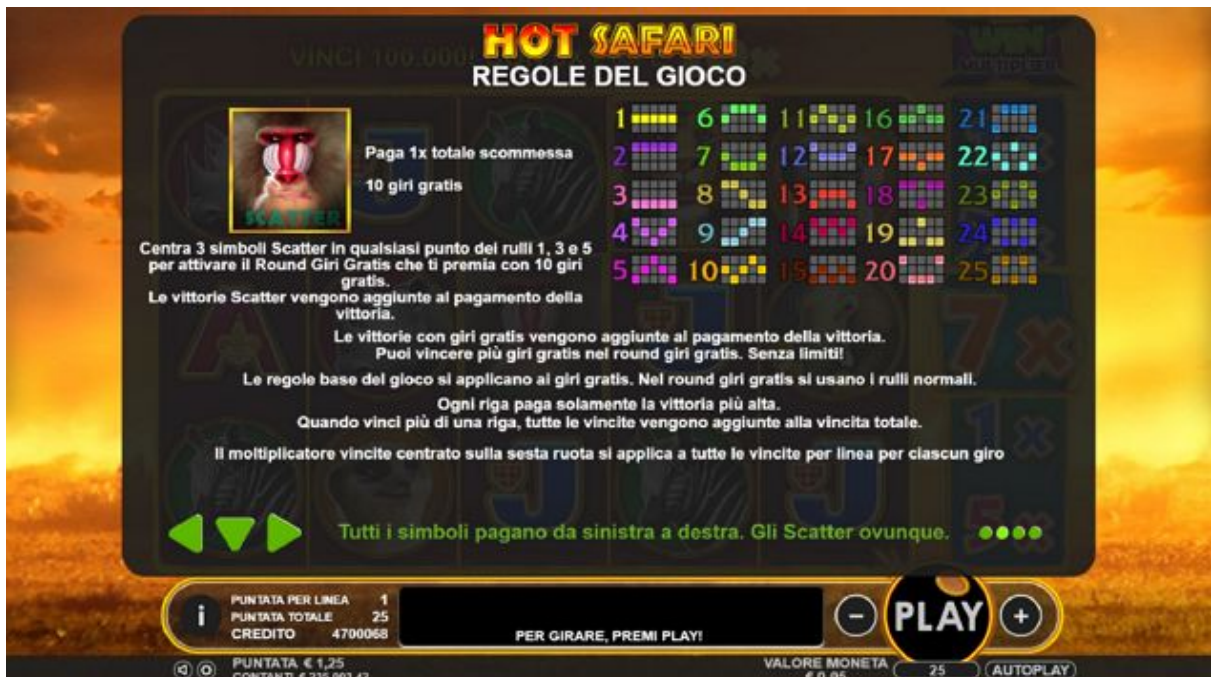 HOT SAFARI
REGOLE DEL GIOCO
SCATTER
Paga 1x totale scommessa
10 giri gratis
Centra 3 simboli Scatter in qualsiasi punto dei rulli 1, 3 e 5
per attivare il Round Giri Gratis che ti premia con 10 giri
gratis.
Le vittorie Scatter vengono aggiunte al pagamento della
vittoria.
1 6 11 16 21
2 7 12 17 22
3 8 13 18 23
4 9 14 19 24
5 10 15 20 25
Le vittorie con giri gratis vengono aggiunte al pagamento della vittoria.
Puoi vincere più giri gratis nel round giri gratis. Senza limiti!
Le regole base del gioco si applicano ai giri gratis. Nel round giri gratis si usano i rulli normali.
Ogni riga paga solamente la vittoria più alta.
Quando vinci più di una riga, tutte le vincite vengono aggiunte alla vincita totale.
Il moltiplicatore vincite centrato sulla sesta ruota si applica a tutte le vincite per linea per ciascun giro
Tutti i simboli pagano da sinistra a destra. Gli Scatter ovunque.
i
PUNTATA PER LINEA 1
PUNTATA TOTALE 25
CREDITO 4700068
PER GIRARE, PREMI PLAY!
PLAY
PUNTATA € 1,25
VALORE MONETA
25
AUTOPLAY